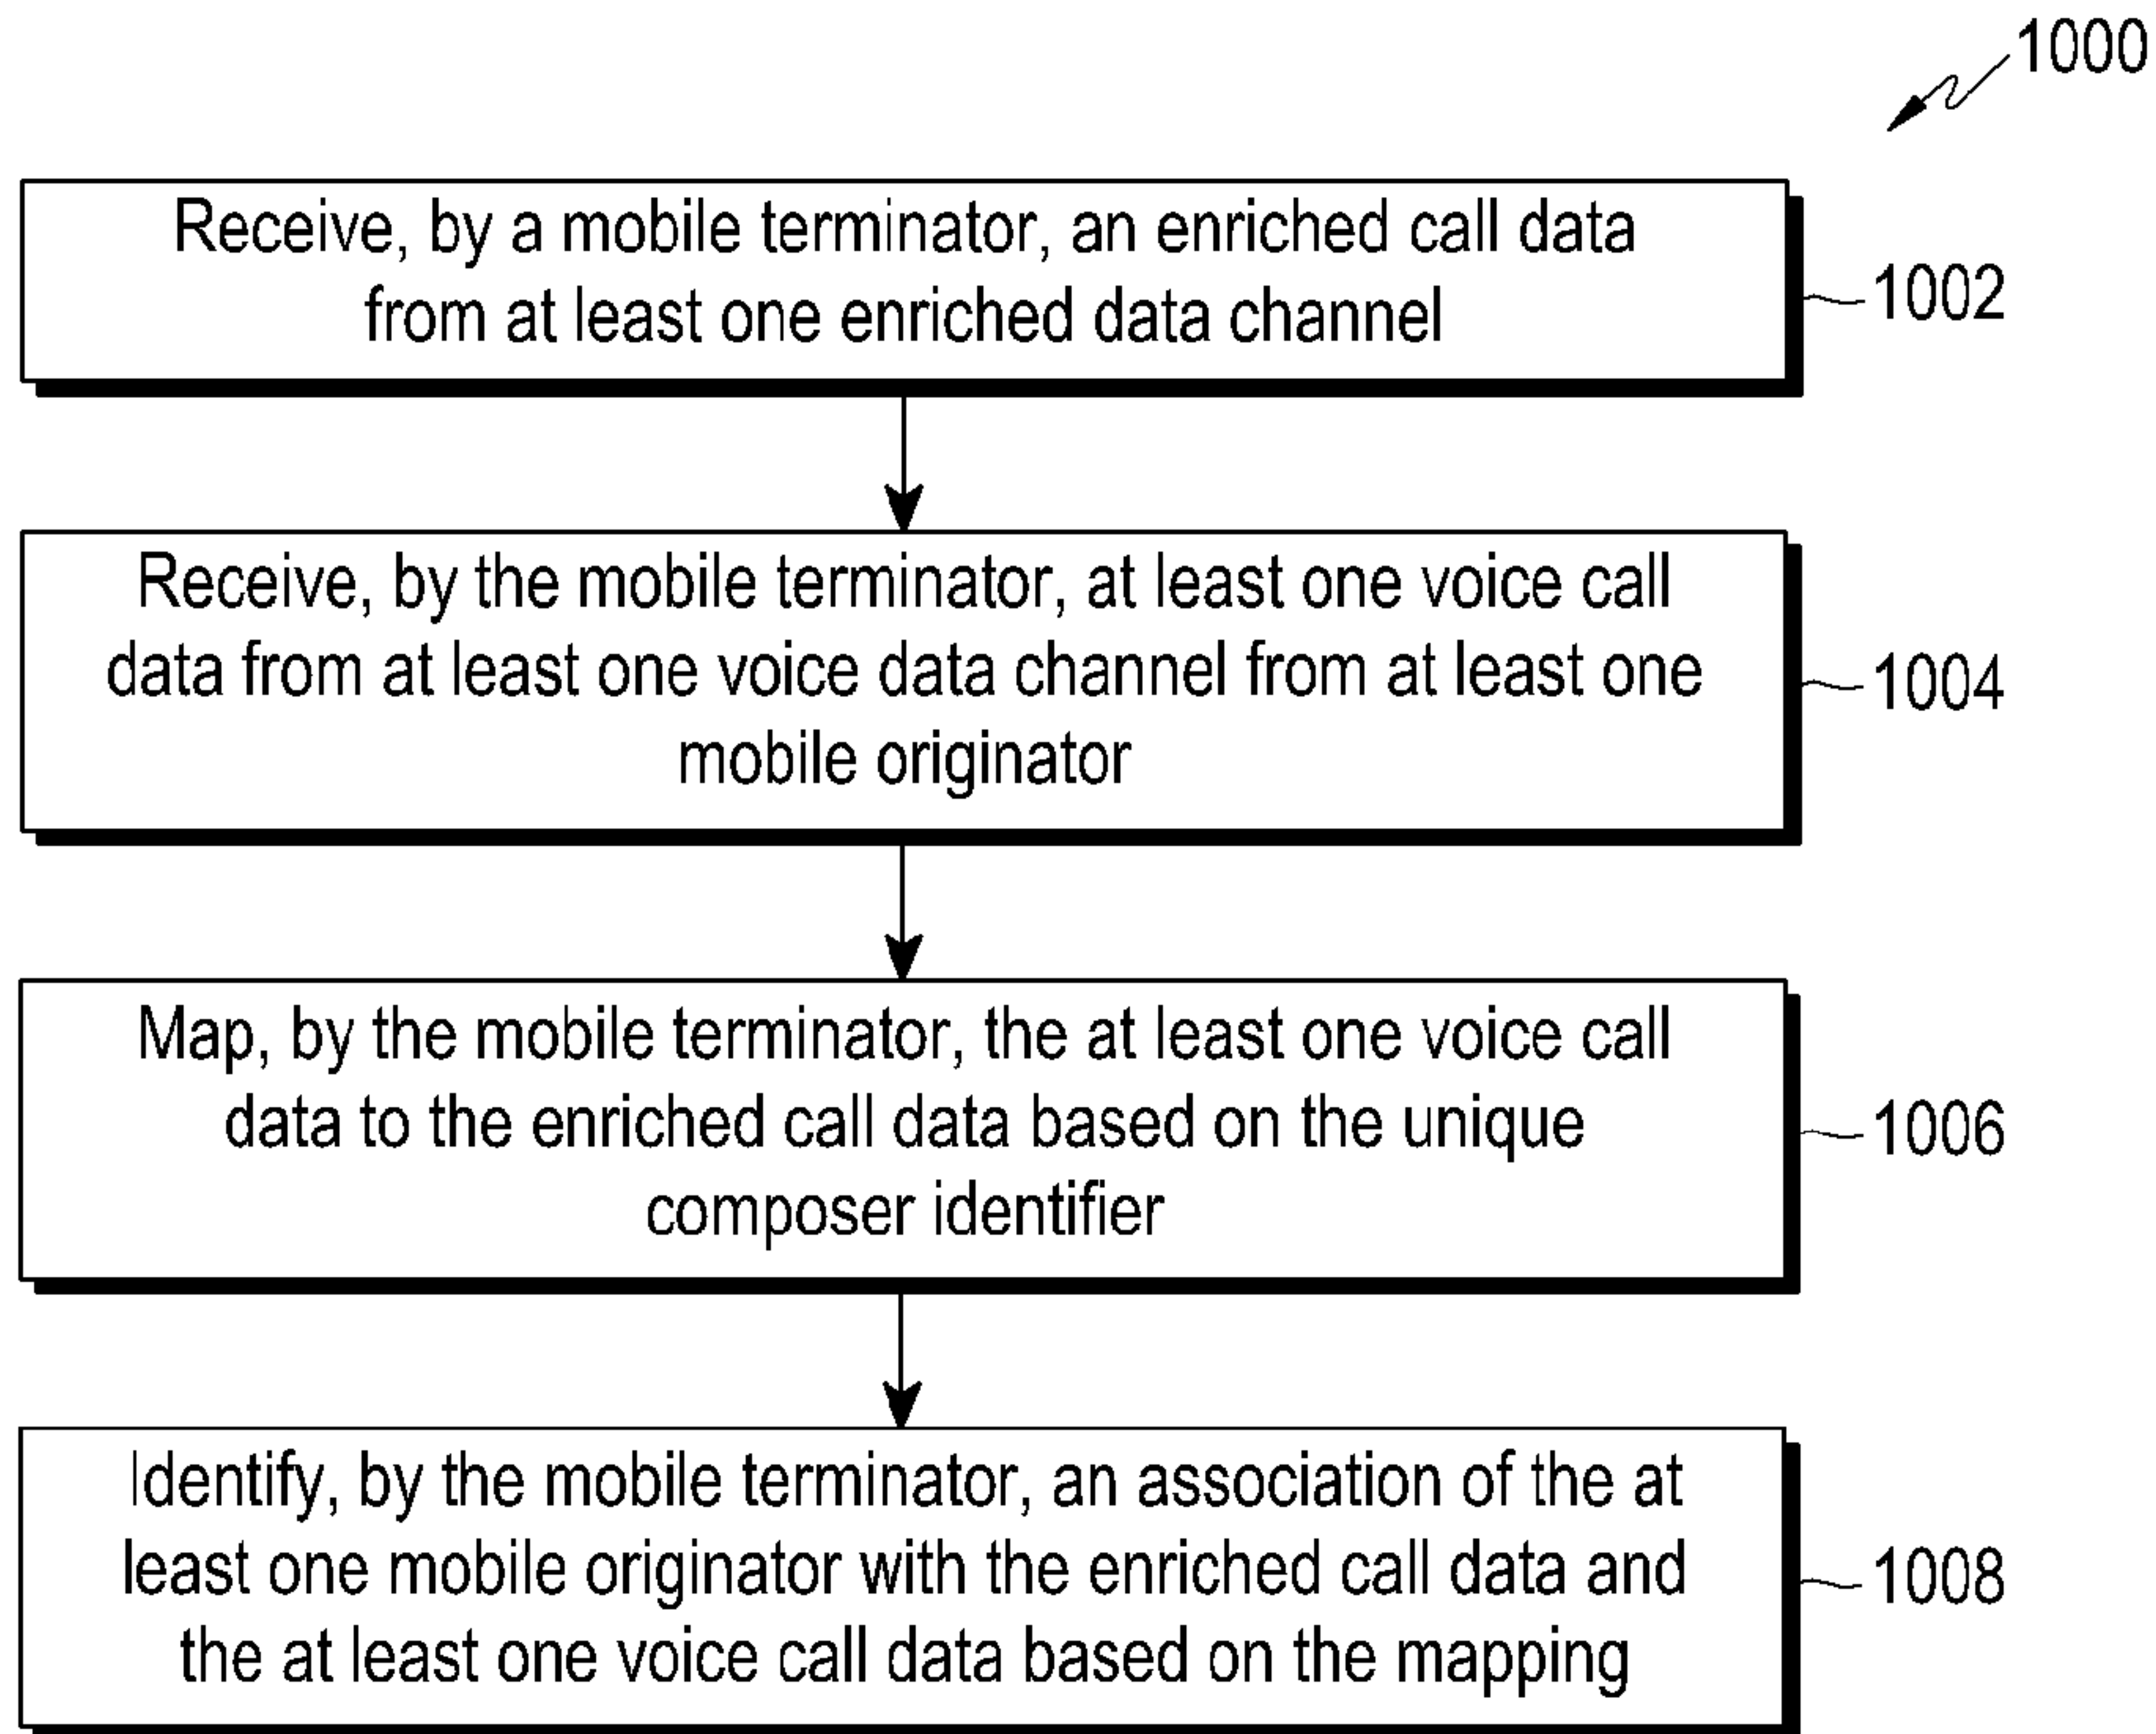 1000
Receive, by a mobile terminator, an enriched call data
from at least one enriched data channel
1002
Receive, by the mobile terminator, at least one voice call
data from at least one voice data channel from at least one
mobile originator
1004
Map, by the mobile terminator, the at least one voice call
data to the enriched call data based on the unique
composer identifier
1006
Identify, by the mobile terminator, an association of the at
least one mobile originator with the enriched call data and
the at least one voice call data based on the mapping
1008